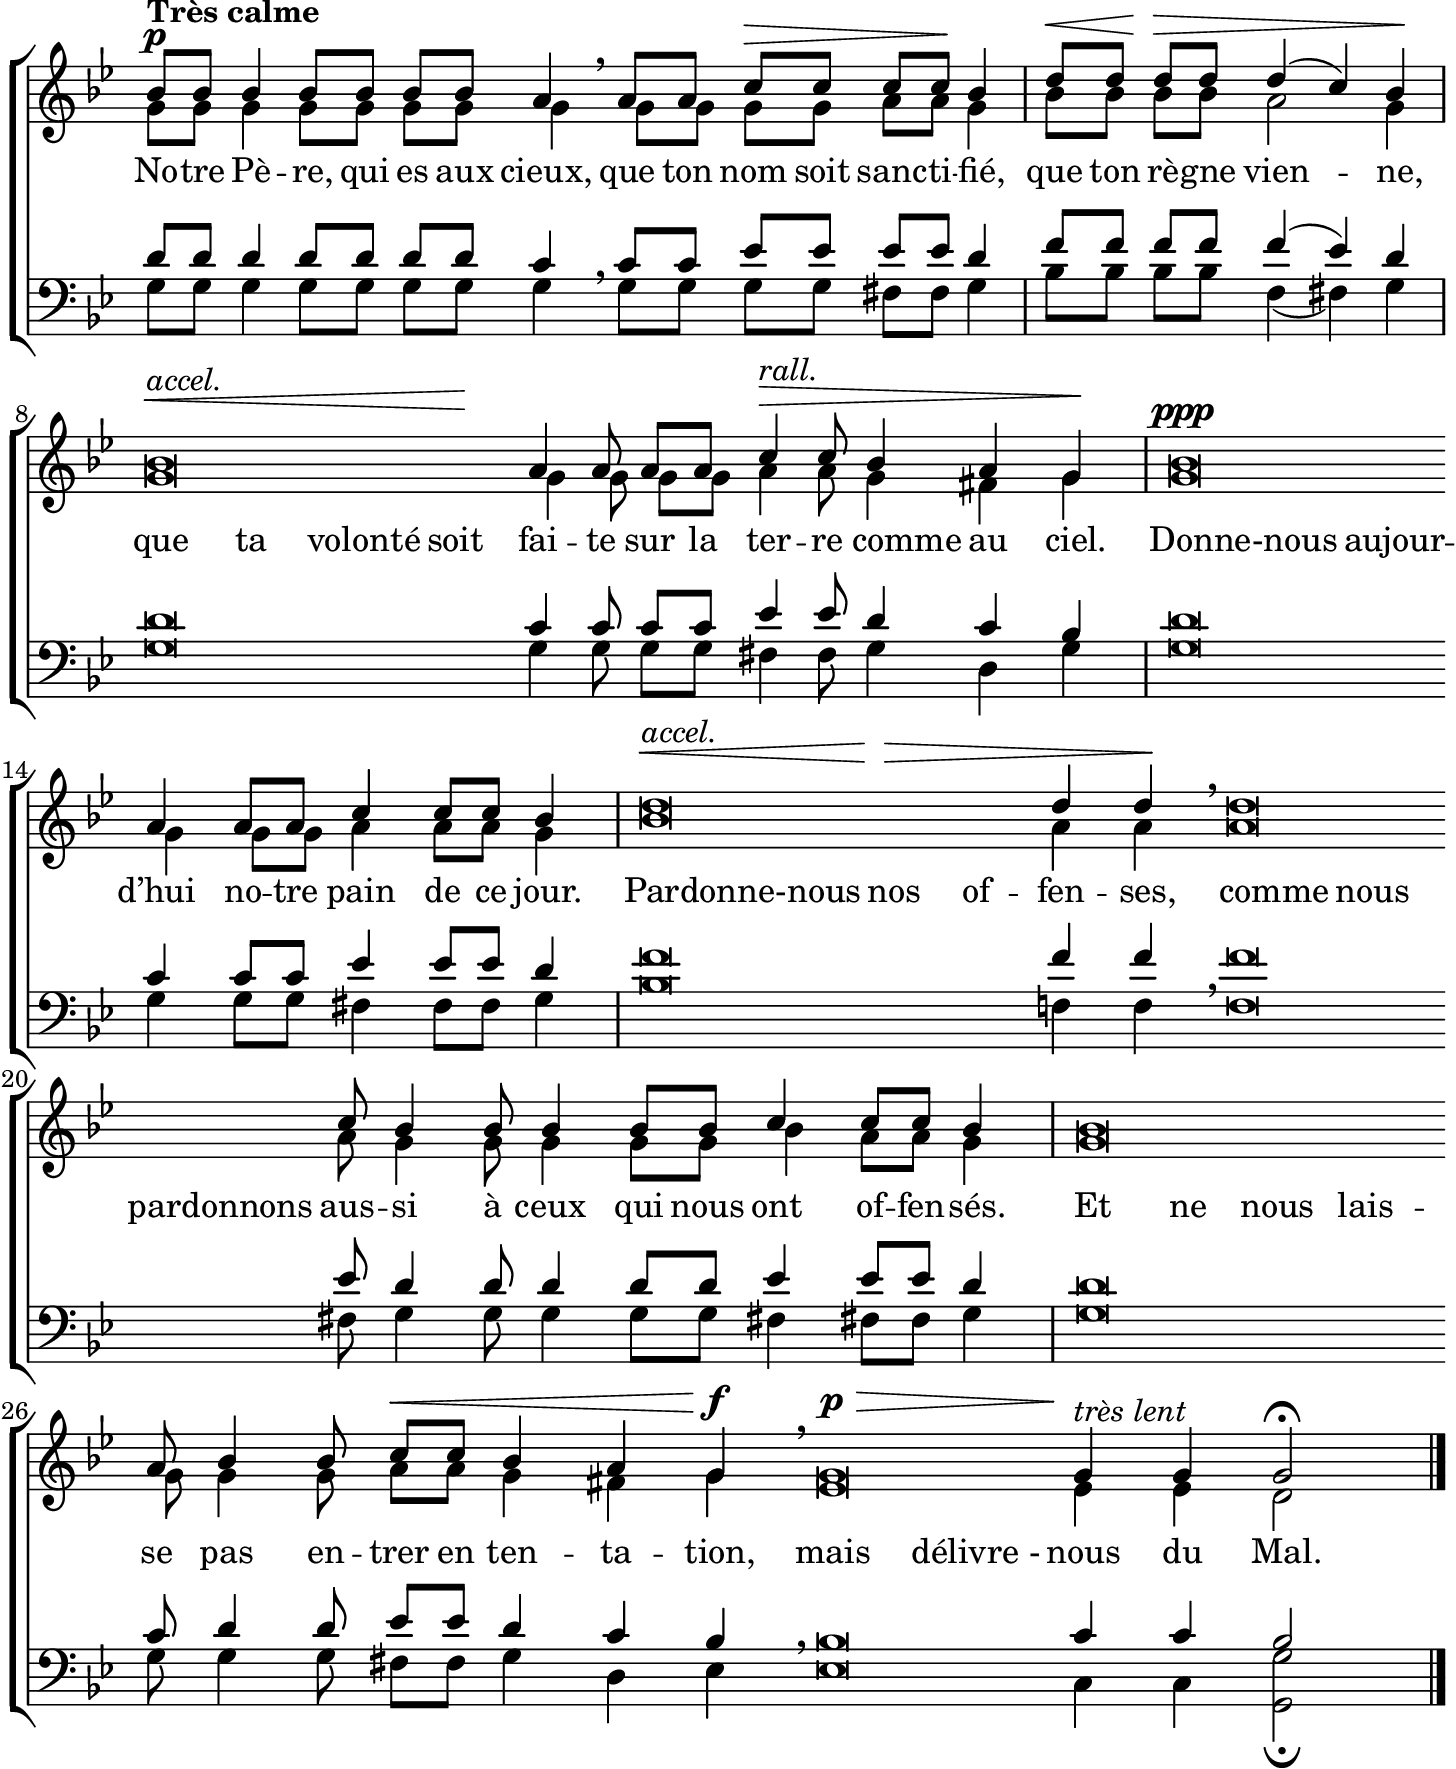 Très calme
p
Notre Pè -- re, qui es aux cieux, que ton nom soit sancti -- fié, que ton règne vien -- ne,
accel. rall. ppp
8
que ta volonté soit fai -- te sur la ter -- re comme au ciel. Donne-nous aujour --
accel.
14
d’hui no -- tre pain de ce jour. Pardonne-nous nos of -- fen -- ses, comme nous
20
pardonnons aus -- si à ceux qui nous ont of -- fen -- sés. Et ne nous lais --
f p très lent
26
se pas en -- trer en ten -- ta -- tion, mais délivre - nous du Mal.